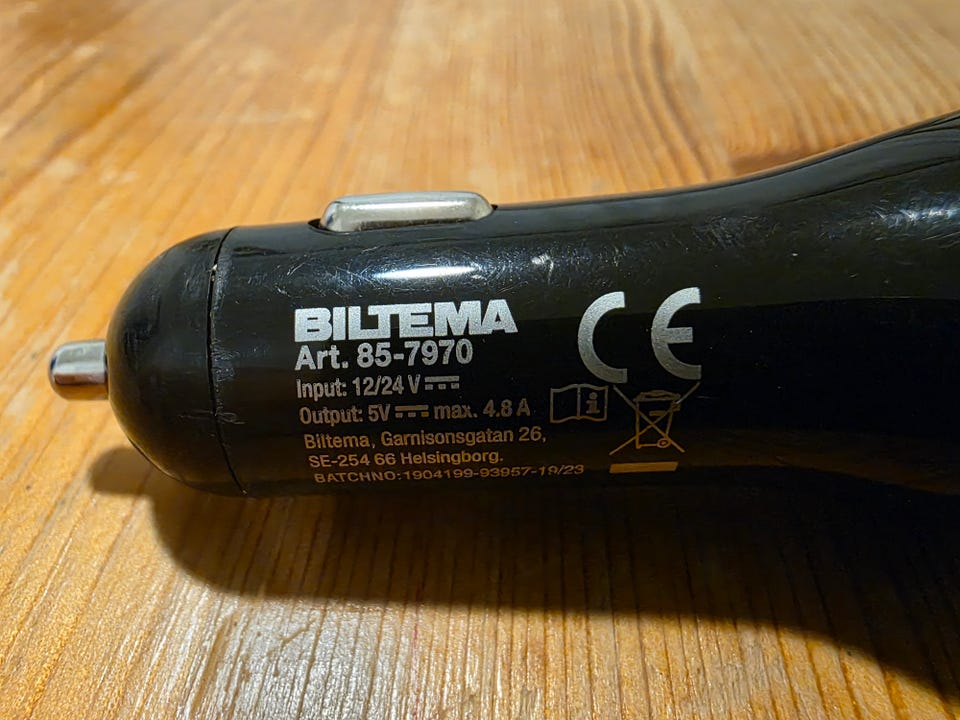 BILTEMA
Art. 85-7970
Input: 12/24 V
Output: 5V max. 4.8 A
Biltema, Garnisonsgatan 26,
SE-254 66 Helsingborg.
BATCHNO:1904199-93957-19/23
CE
i